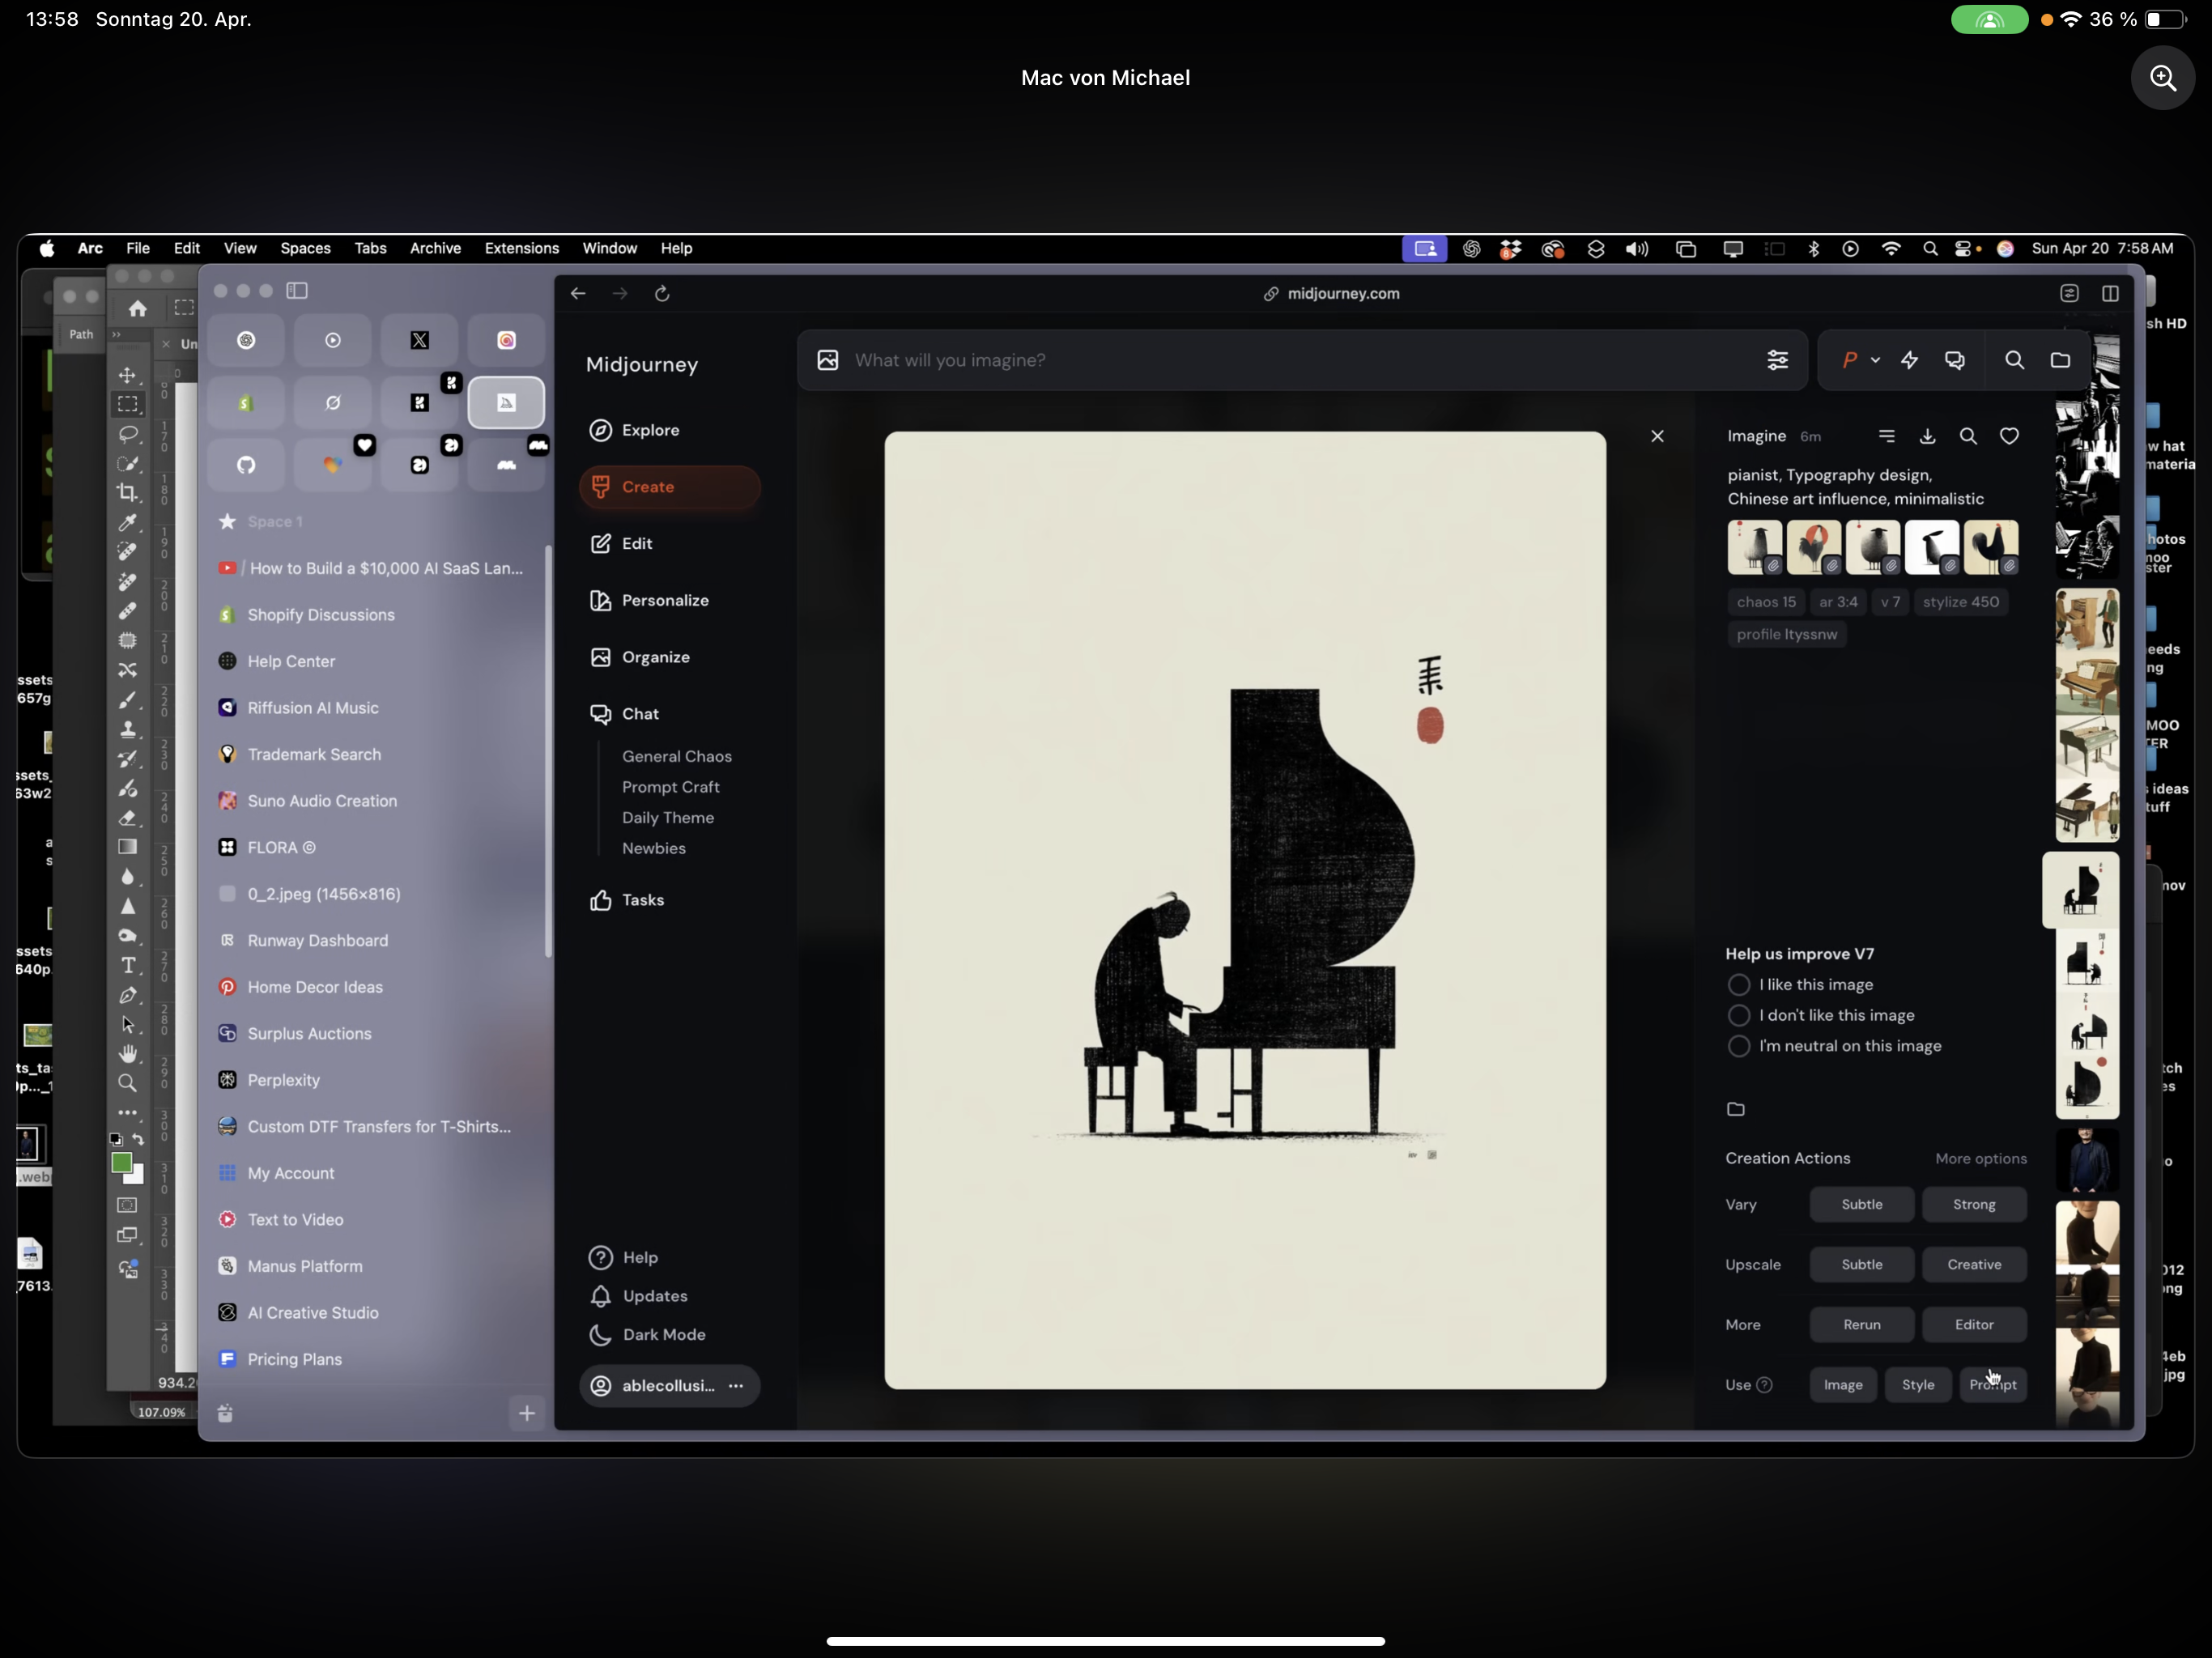 13:58 Sonntag 20. Apr.
36 %
Mac von Michael
Arc File Edit View Spaces Tabs Archive Extensions Window Help
Sun Apr 20 7:58 AM
Path
Un
midjourney.com
Space 1
How to Build a $10,000 AI SaaS Lan...
Shopify Discussions
Help Center
Riffusion AI Music
Trademark Search
Suno Audio Creation
FLORA ©
0_2.jpeg (1456×816)
Runway Dashboard
Home Decor Ideas
Surplus Auctions
Perplexity
Custom DTF Transfers for T-Shirts...
My Account
Text to Video
Manus Platform
AI Creative Studio
Pricing Plans
934.2
107.09%
Midjourney
Explore
Create
Edit
Personalize
Organize
Chat
General Chaos
Prompt Craft
Daily Theme
Newbies
Tasks
Help
Updates
Dark Mode
ablecollusi... ···
What will you imagine?
P
Imagine 6m
pianist, Typography design,
Chinese art influence, minimalistic
chaos 15 ar 3:4 v 7 stylize 450
profile ltyssnw
Help us improve V7
I like this image
I don't like this image
I'm neutral on this image
Creation Actions More options
Vary Subtle Strong
Upscale Subtle Creative
More Rerun Editor
Use Image Style Prompt
sh HD
w hat
materia
hotos
noo
ster
eeds
ng
MOO
TER
s ideas
tuff
nov
tch
es
012
ng
4eb
jpg
ssets
657g
ssets_
63w2
ssets
640p
ts_ta
.web
7613.